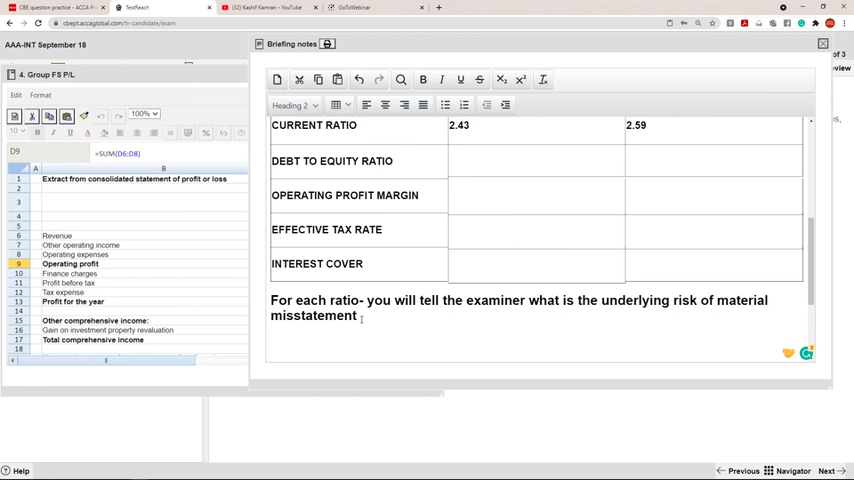 CBE question practice | ACCA P
TestReach
(32) Kashif Kamran - YouTube
GoToWebinar
cbept.accaglobal.com/tr-candidate/exam
AAA-INT September 18
of 3
view
4. Group FS P/L
Edit Format
100%
10
D9 =SUM(D6:D8)
A B
1 Extract from consolidated statement of profit or loss
2
3
4
5
6 Revenue
7 Other operating income
8 Operating expenses
9 Operating profit
10 Finance charges
11 Profit before tax
12 Tax expense
13 Profit for the year
14
15 Other comprehensive income:
16 Gain on investment property revaluation
17 Total comprehensive income
18
Briefing notes
Heading 2
CURRENT RATIO 2.43 2.59
DEBT TO EQUITY RATIO
OPERATING PROFIT MARGIN
EFFECTIVE TAX RATE
INTEREST COVER
For each ratio- you will tell the examiner what is the underlying risk of material
misstatement
Help
Previous Navigator Next